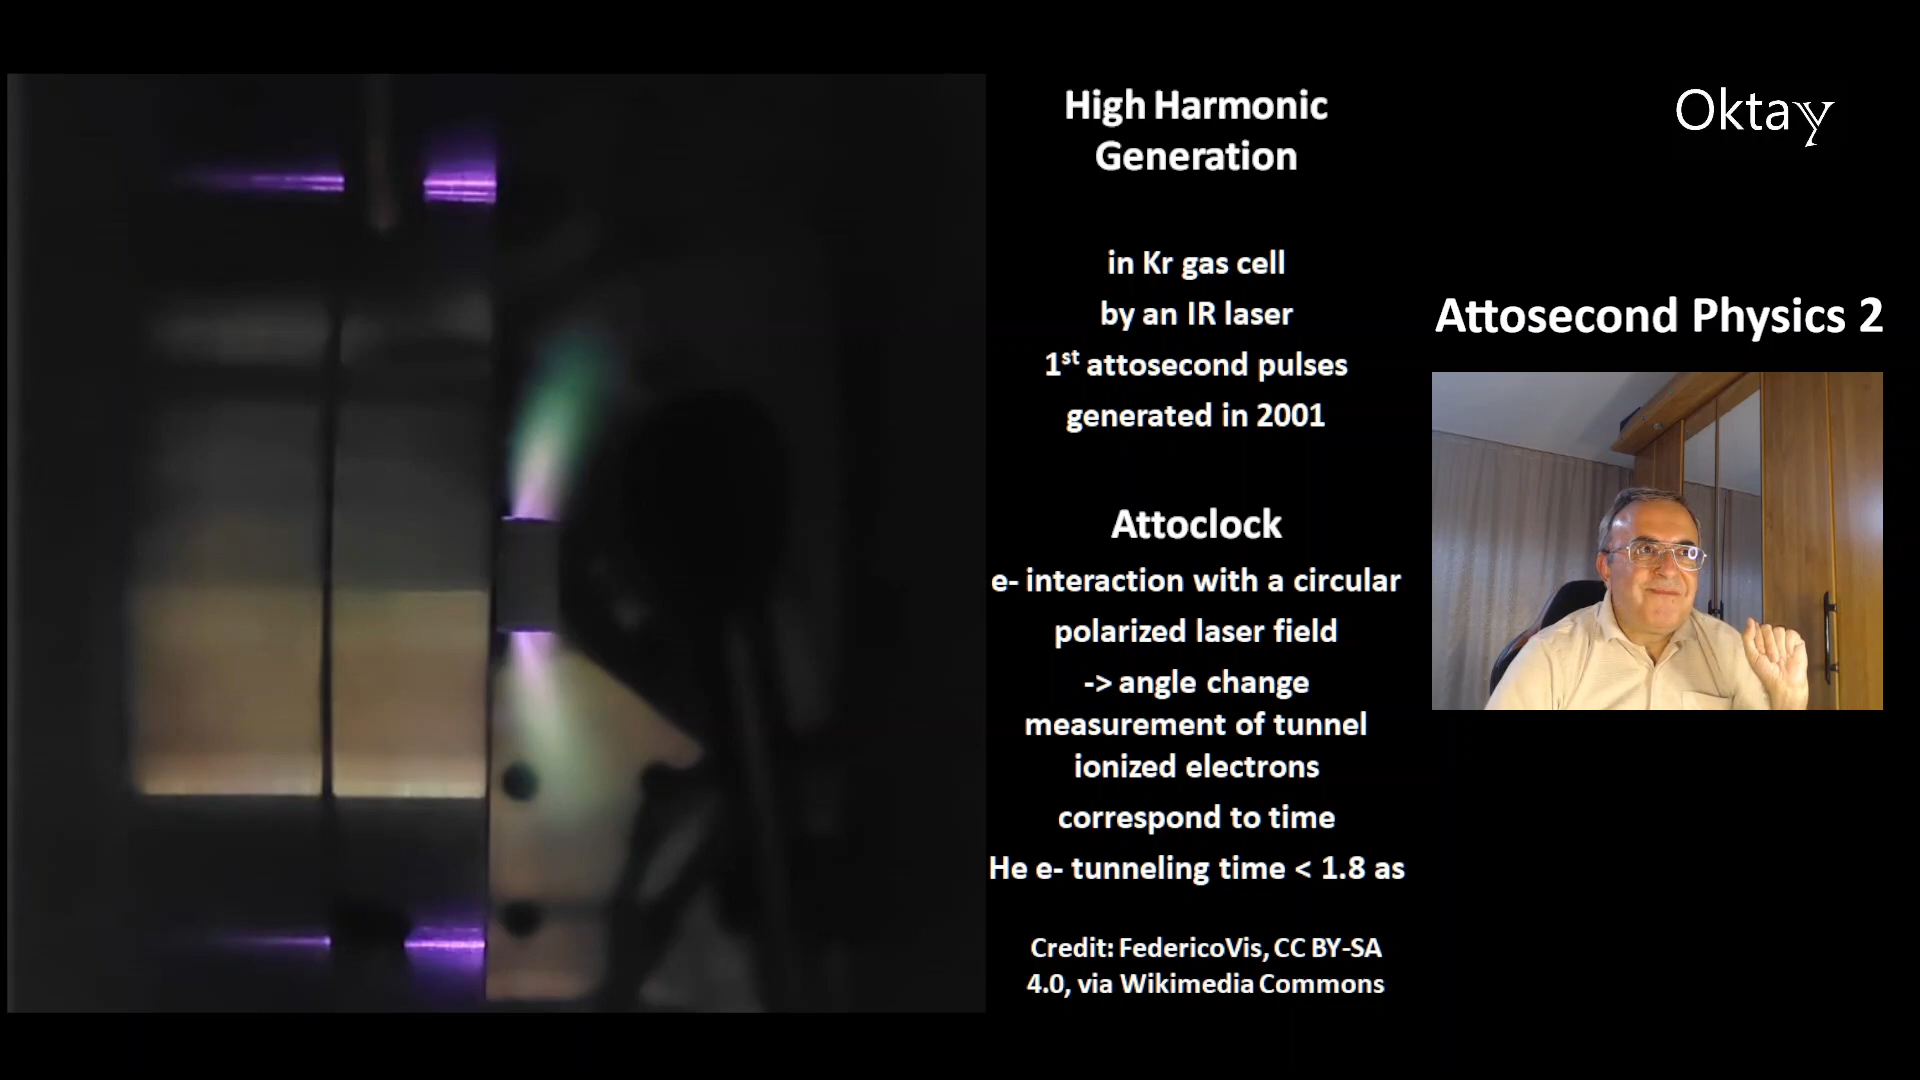 High Harmonic
Generation
in Kr gas cell
by an IR laser
1st attosecond pulses
generated in 2001
Attoclock
e- interaction with a circular
polarized laser field
-> angle change
measurement of tunnel
ionized electrons
correspond to time
He e- tunneling time < 1.8 as
Credit: FedericoVis, CC BY-SA
4.0, via Wikimedia Commons
Oktay
Attosecond Physics 2